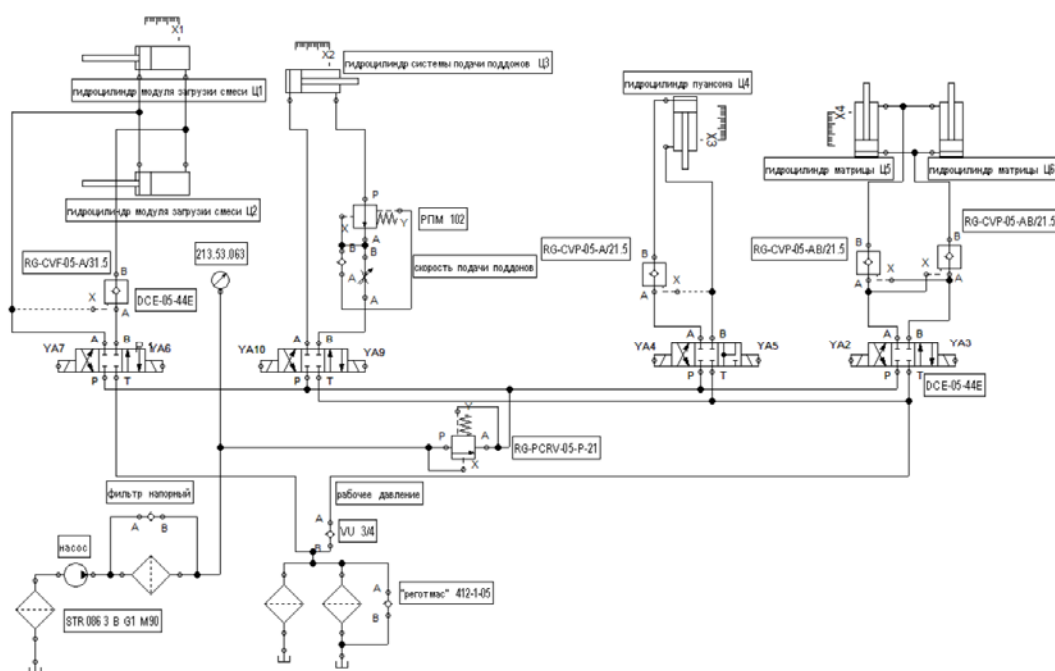 X1
X2
гидроцилиндр системы подачи поддонов Ц3
гидроцилиндр модуля загрузки смеси Ц1
гидроцилиндр пуансона Ц4
X3
X4
гидроцилиндр матрицы Ц5
гидроцилиндр матрицы Ц6
гидроцилиндр модуля загрузки смеси Ц2
P
X
Y
A
РПМ 102
B
B
A
A
скорость подачи поддонов
RG-CVF-05-A/31.5
213.53.063
RG-CVP-05-A/21.5
RG-CVP-05-AB/21.5
RG-CVP-05-AB/21.5
B
X
A
DCE-05-44E
B
A
X
B
A
X
B
X
A
YA7
A
B
YA6
P
T
YA10
A
B
YA9
P
T
YA4
A
B
YA5
P
T
YA2
A
B
YA3
P
T
DCE-05-44E
Y
P
A
X
RG-PCRV-05-P-21
фильтр напорный
A
B
рабочее давление
A
VU 3/4
B
насос
A
B
"реготмас" 412-1-05
STR 086 3 B G1 M90